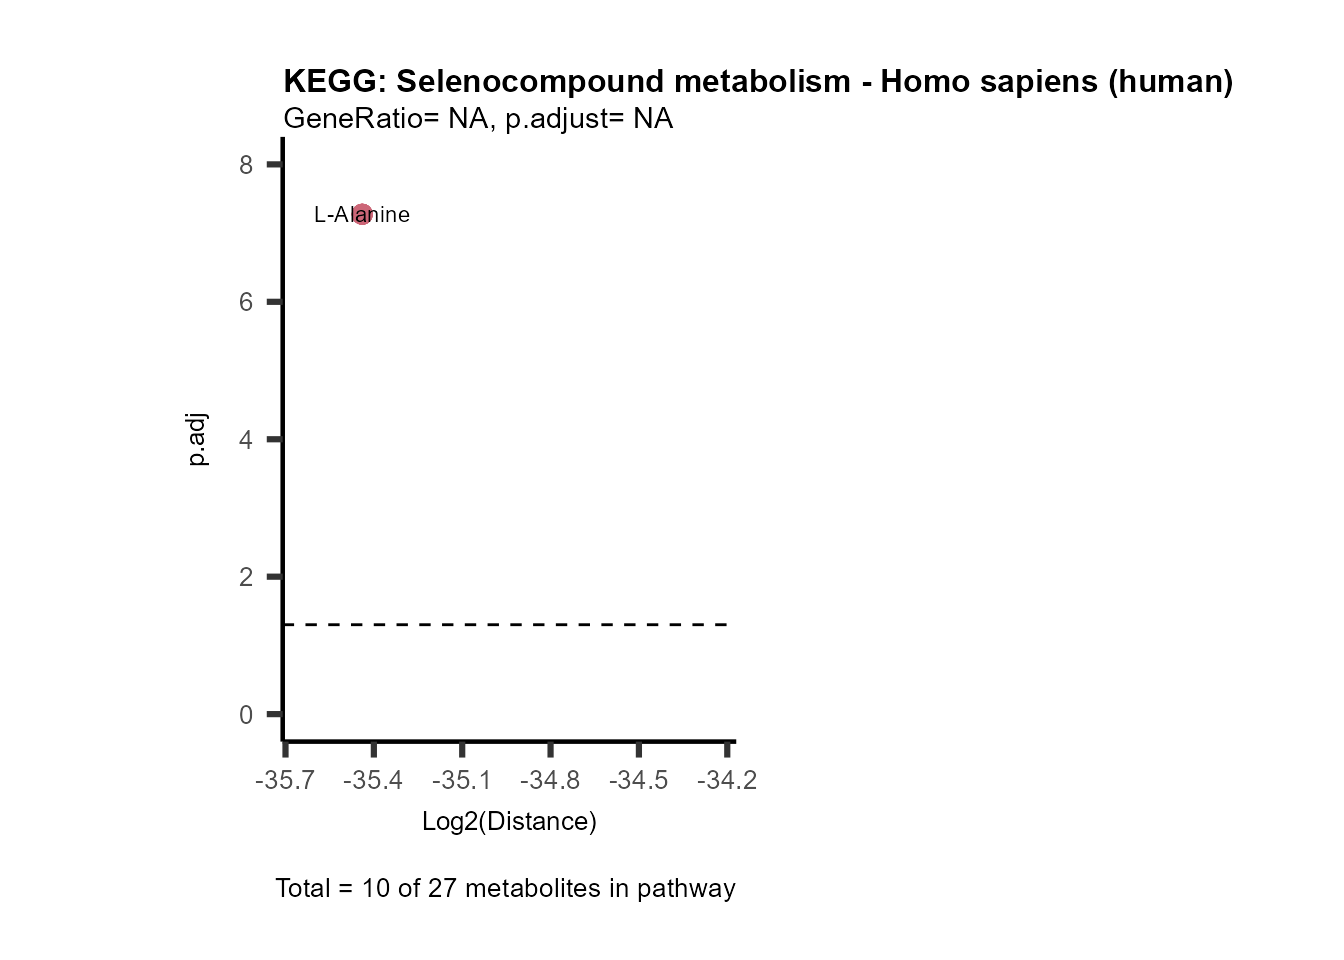 KEGG: Selenocompound metabolism - Homo sapiens (human)
GeneRatio= NA, p.adjust= NA
8
L-Alanine
6
p.adj
4
2
0
-35.7 -35.4 -35.1 -34.8 -34.5 -34.2
Log2(Distance)
Total = 10 of 27 metabolites in pathway